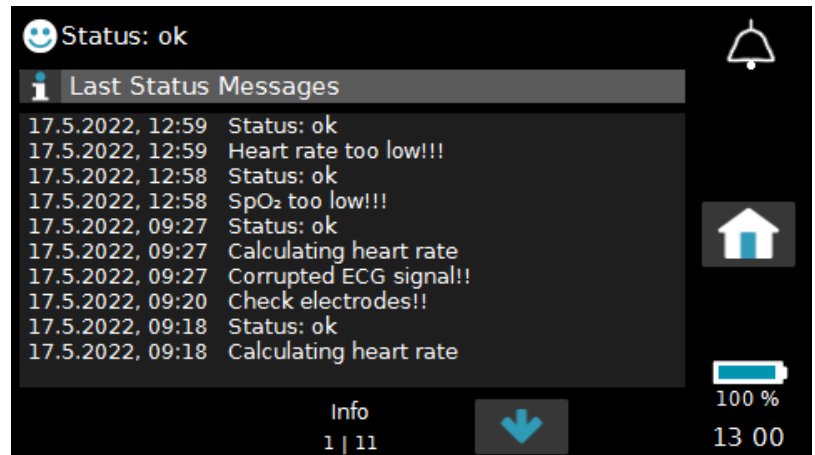 Status: ok
Last Status Messages
17.5.2022, 12:59 Status: ok
17.5.2022, 12:59 Heart rate too low!!!
17.5.2022, 12:58 Status: ok
17.5.2022, 12:58 SpO₂ too low!!!
17.5.2022, 09:27 Status: ok
17.5.2022, 09:27 Calculating heart rate
17.5.2022, 09:27 Corrupted ECG signal!!
17.5.2022, 09:20 Check electrodes!!
17.5.2022, 09:18 Status: ok
17.5.2022, 09:18 Calculating heart rate
Info
1 | 11
100 %
13 00